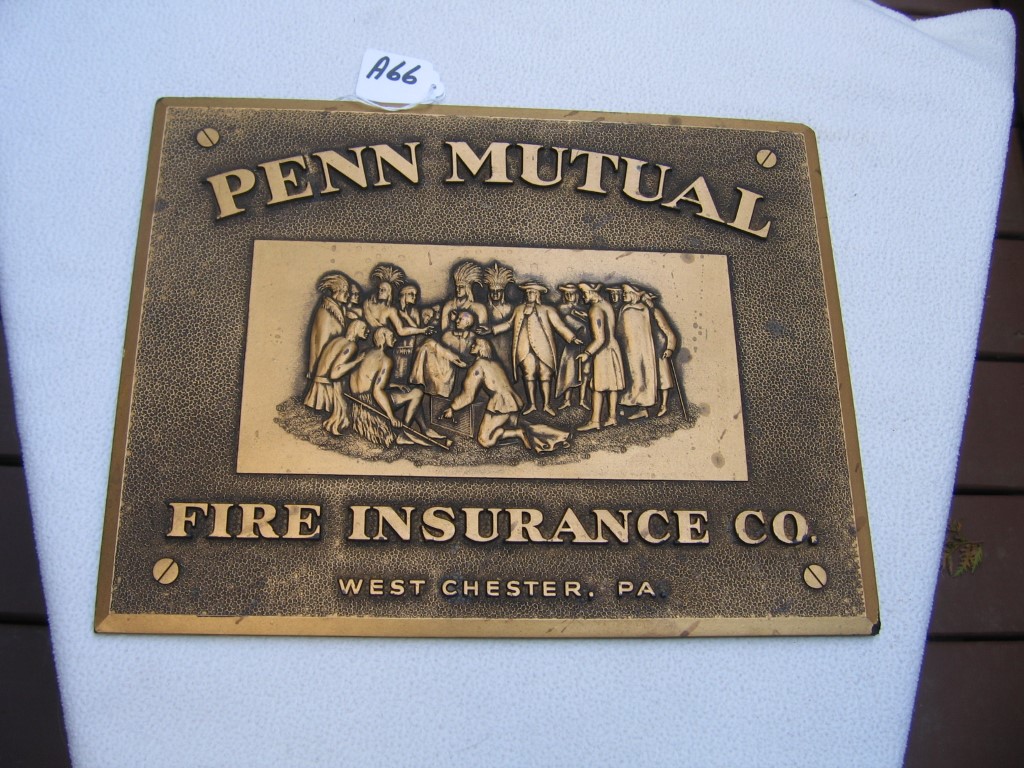 A66
PENN MUTUAL
FIRE INSURANCE CO.
WEST CHESTER, PA.